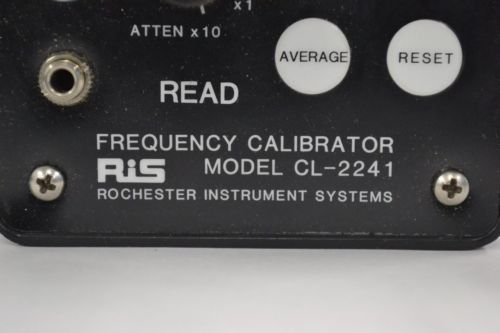 x1
ATTEN x10
AVERAGE
RESET
READ
FREQUENCY CALIBRATOR
RiS MODEL CL-2241
ROCHESTER INSTRUMENT SYSTEMS